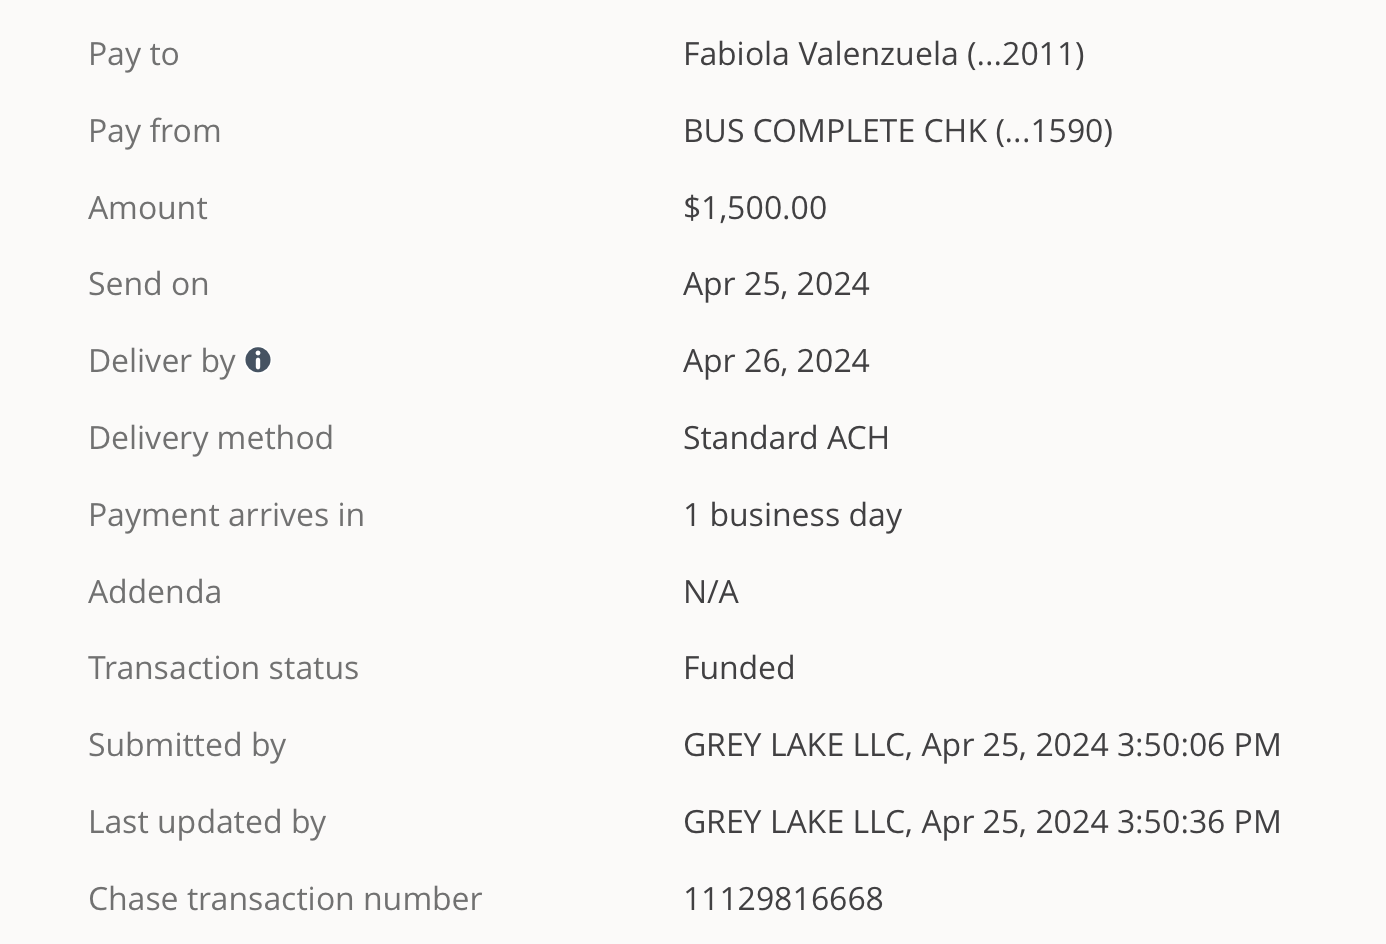 Pay to Fabiola Valenzuela (...2011)
Pay from BUS COMPLETE CHK (...1590)
Amount $1,500.00
Send on Apr 25, 2024
Deliver by Apr 26, 2024
Delivery method Standard ACH
Payment arrives in 1 business day
Addenda N/A
Transaction status Funded
Submitted by GREY LAKE LLC, Apr 25, 2024 3:50:06 PM
Last updated by GREY LAKE LLC, Apr 25, 2024 3:50:36 PM
Chase transaction number 11129816668